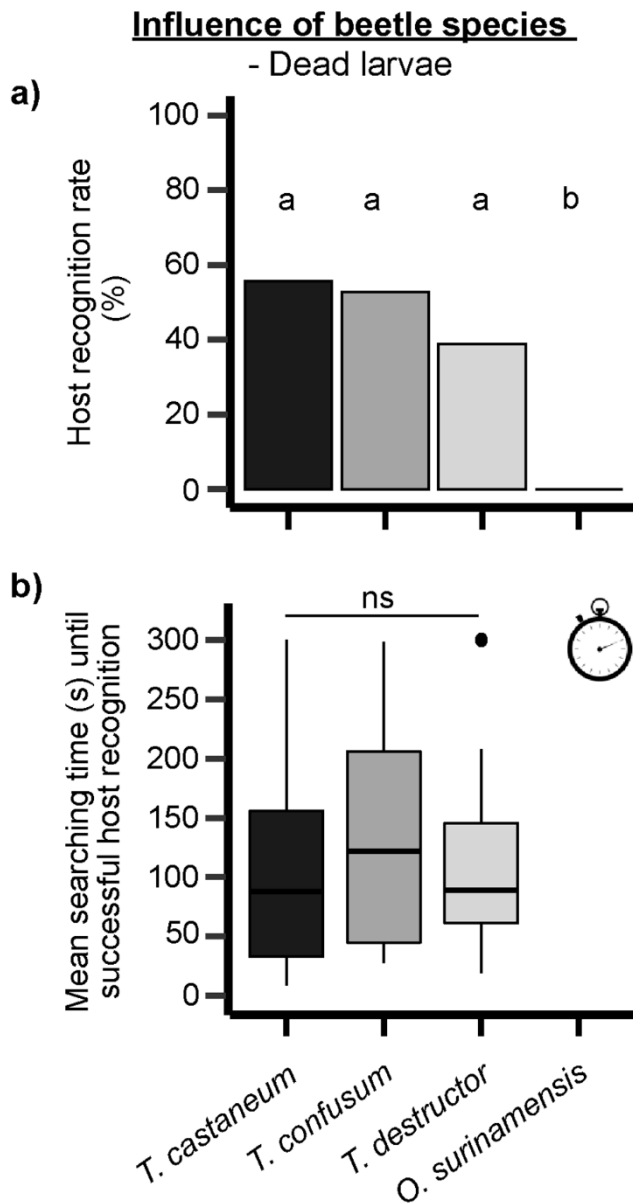 Influence of beetle species
- Dead larvae
a)
Host recognition rate
(%)
100
80
60
40
20
0
a a a b
b)
Mean searching time (s) until
successful host recognition
300
250
200
150
100
50
0
ns
T. castaneum
T. confusum
T. destructor
O. surinamensis